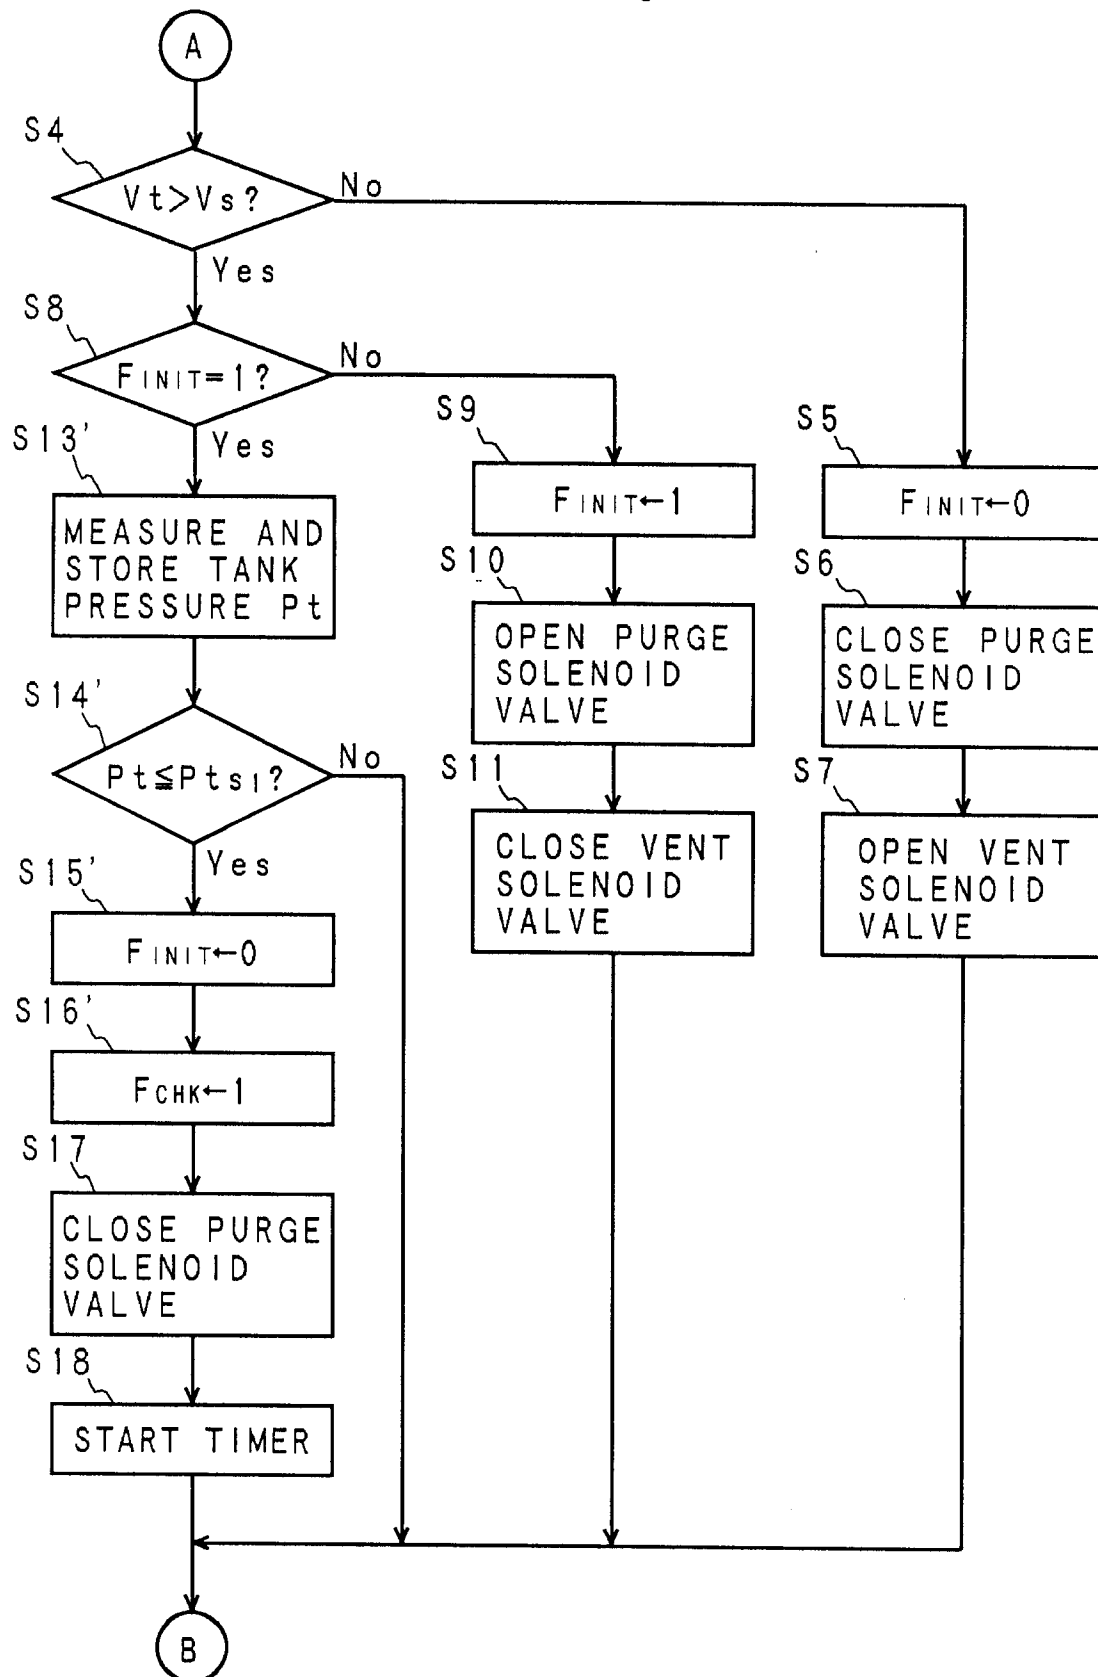 A
S4
Vt>Vs?
No
Yes
S8
FINIT=1?
No
Yes
S9
S5
S13'
FINIT←1
FINIT←0
MEASURE AND
STORE TANK
PRESSURE Pt
S10
S6
OPEN PURGE
SOLENOID
VALVE
CLOSE PURGE
SOLENOID
VALVE
S14'
Pt≦Pts1?
No
Yes
S11
S7
CLOSE VENT
SOLENOID
VALVE
OPEN VENT
SOLENOID
VALVE
S15'
FINIT←0
S16'
FCHK←1
S17
CLOSE PURGE
SOLENOID
VALVE
S18
START TIMER
B